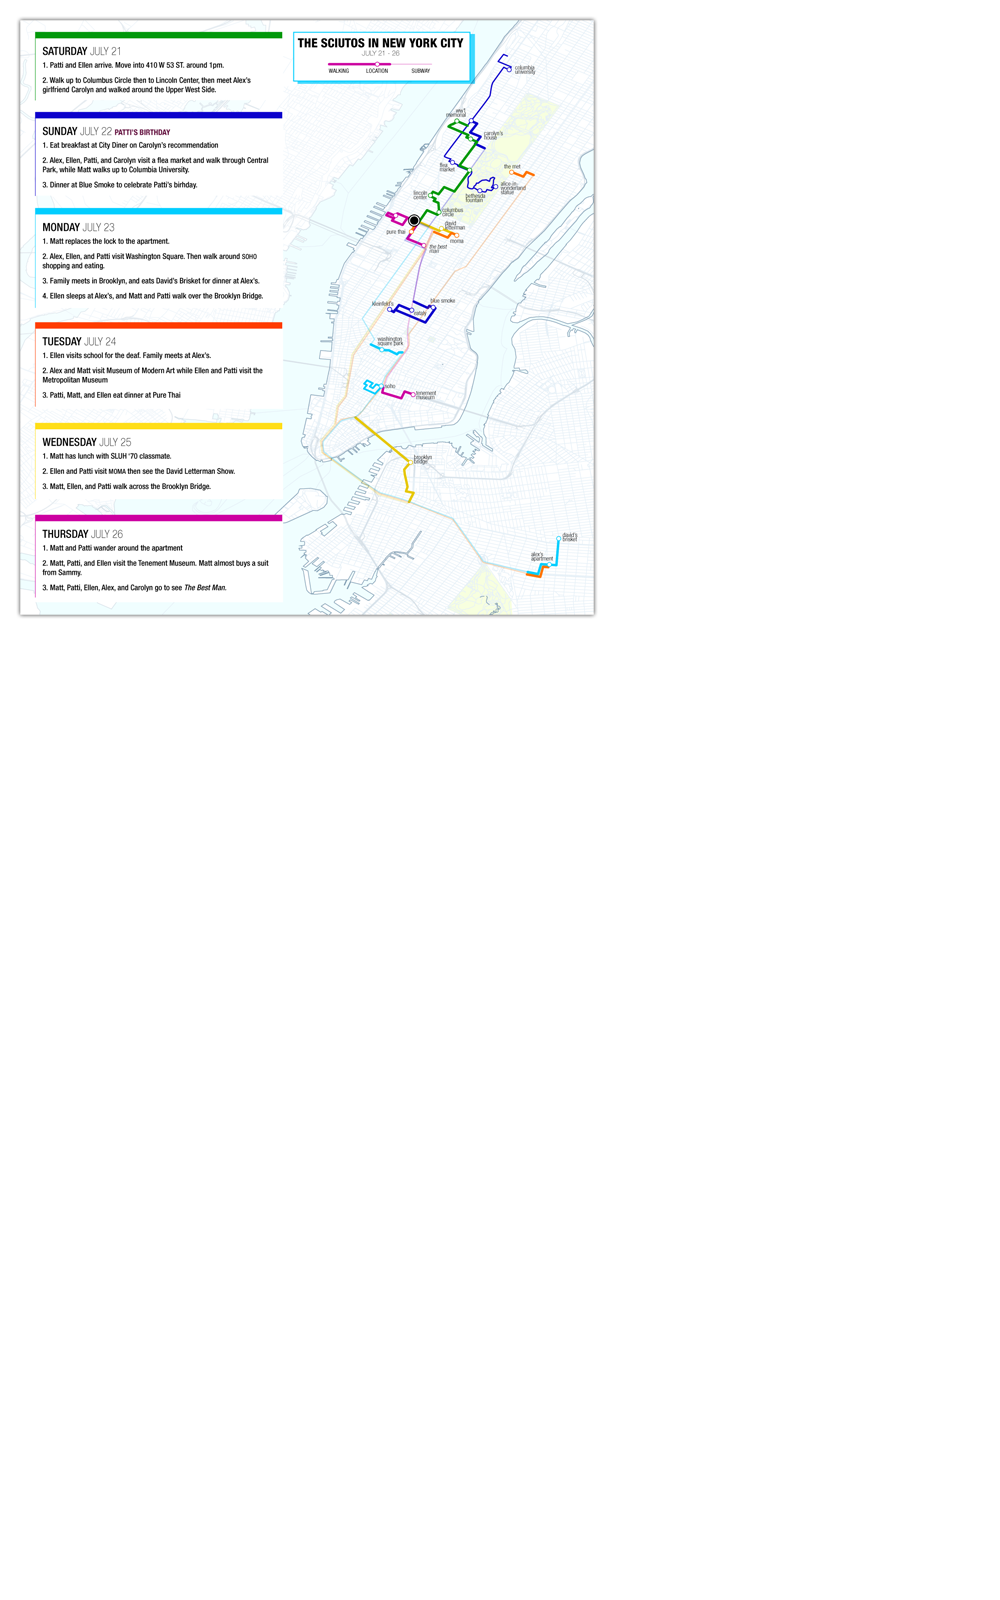 SATURDAY JULY 21
1. Patti and Ellen arrive. Move into 410 W 53 ST. around 1pm.
2. Walk up to Columbus Circle then to Lincoln Center, then meet Alex's
girlfriend Carolyn and walked around the Upper West Side.
SUNDAY JULY 22 PATTI'S BIRTHDAY
1. Eat breakfast at City Diner on Carolyn's recommendation
2. Alex, Ellen, Patti, and Carolyn visit a flea market and walk through Central
Park, while Matt walks up to Columbia University.
3. Dinner at Blue Smoke to celebrate Patti's birhday.
MONDAY JULY 23
1. Matt replaces the lock to the apartment.
2. Alex, Ellen, and Patti visit Washington Square. Then walk around SOHO
shopping and eating.
3. Family meets in Brooklyn, and eats David's Brisket for dinner at Alex's.
4. Ellen sleeps at Alex's, and Matt and Patti walk over the Brooklyn Bridge.
TUESDAY JULY 24
1. Ellen visits school for the deaf. Family meets at Alex's.
2. Alex and Matt visit Museum of Modern Art while Ellen and Patti visit the
Metropolitan Museum
3. Patti, Matt, and Ellen eat dinner at Pure Thai
WEDNESDAY JULY 25
1. Matt has lunch with SLUH '70 classmate.
2. Ellen and Patti visit MOMA then see the David Letterman Show.
3. Matt, Ellen, and Patti walk across the Brooklyn Bridge.
THURSDAY JULY 26
1. Matt and Patti wander around the apartment
2. Matt, Patti, and Ellen visit the Tenement Museum. Matt almost buys a suit
from Sammy.
3. Matt, Patti, Ellen, Alex, and Carolyn go to see The Best Man.
THE SCIUTOS IN NEW YORK CITY
JULY 21 - 26
WALKING LOCATION SUBWAY
columbia
university
ww1
memorial
carolyn's
house
flea
market
the met
alice-in-
wonderland
statue
bethesda
fountain
lincoln
center
columbus
circle
david
letterman
pure thai
moma
the best
man
kleinfeld's
eataly
blue smoke
washington
square park
soho
tenement
museum
brooklyn
bridge
david's
brisket
alex's
apartment